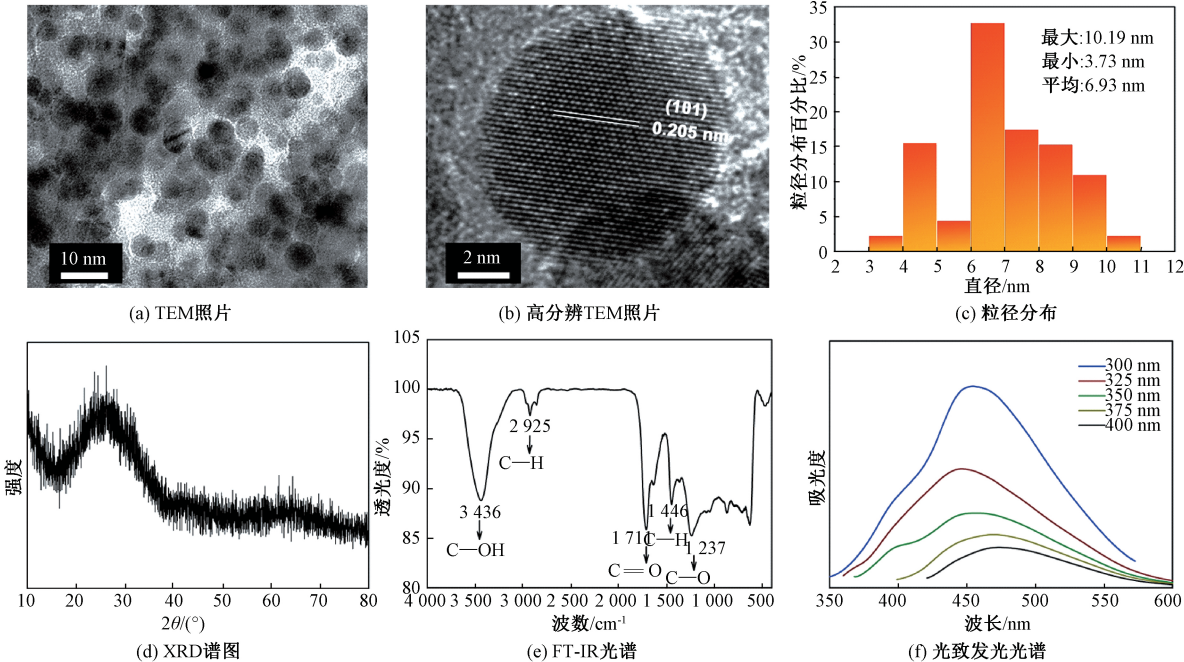 10 nm
(a) TEM照片
(101)
0.205 nm
2 nm
(b) 高分辨TEM照片
粒径分布百分比/%
35
30
25
20
15
10
5
0
最大:10.19 nm
最小:3.73 nm
平均:6.93 nm
2 3 4 5 6 7 8 9 10 11 12
直径/nm
(c) 粒径分布
强度
10 20 30 40 50 60 70 80
2θ/(°)
(d) XRD谱图
透光度/%
105
100
95
90
85
80
2 925
C—H
3 436
C—OH
1 446
C—H
1 71
C═O
1 237
C—O
4 000 3 500 3 000 2 500 2 000 1 500 1 000 500
波数/cm-1
(e) FT-IR光谱
吸光度
300 nm
325 nm
350 nm
375 nm
400 nm
350 400 450 500 550 600
波长/nm
(f) 光致发光光谱